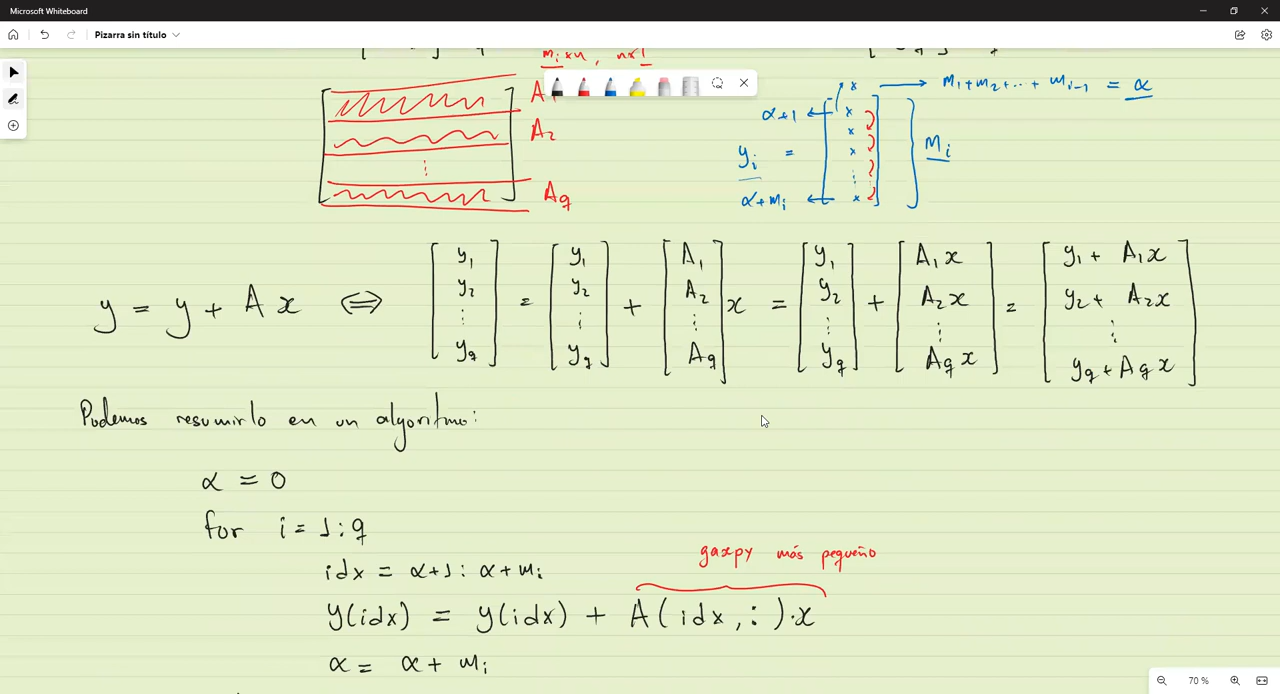 Microsoft Whiteboard
Pizarra sin título
mi×n, n×1
A1
A2
⋮
Aq
m1+m2+...+mi-1 = α
α+1
yi =
α+mi
Mi
y = y + A x ⇔ [y1 y2 ⋮ yq] = [y1 y2 ⋮ yq] + [A1 A2 ⋮ Aq] x = [y1 y2 ⋮ yq] + [A1x A2x ⋮ Aqx] = [y1 + A1x y2 + A2x ⋮ yq + Aqx]
Podemos resumirlo en un algoritmo:
α = 0
for i = 1:q
idx = α+1 : α+mi
gaxpy más pequeño
y(idx) = y(idx) + A(idx,:)·x
α = α + mi
70 %